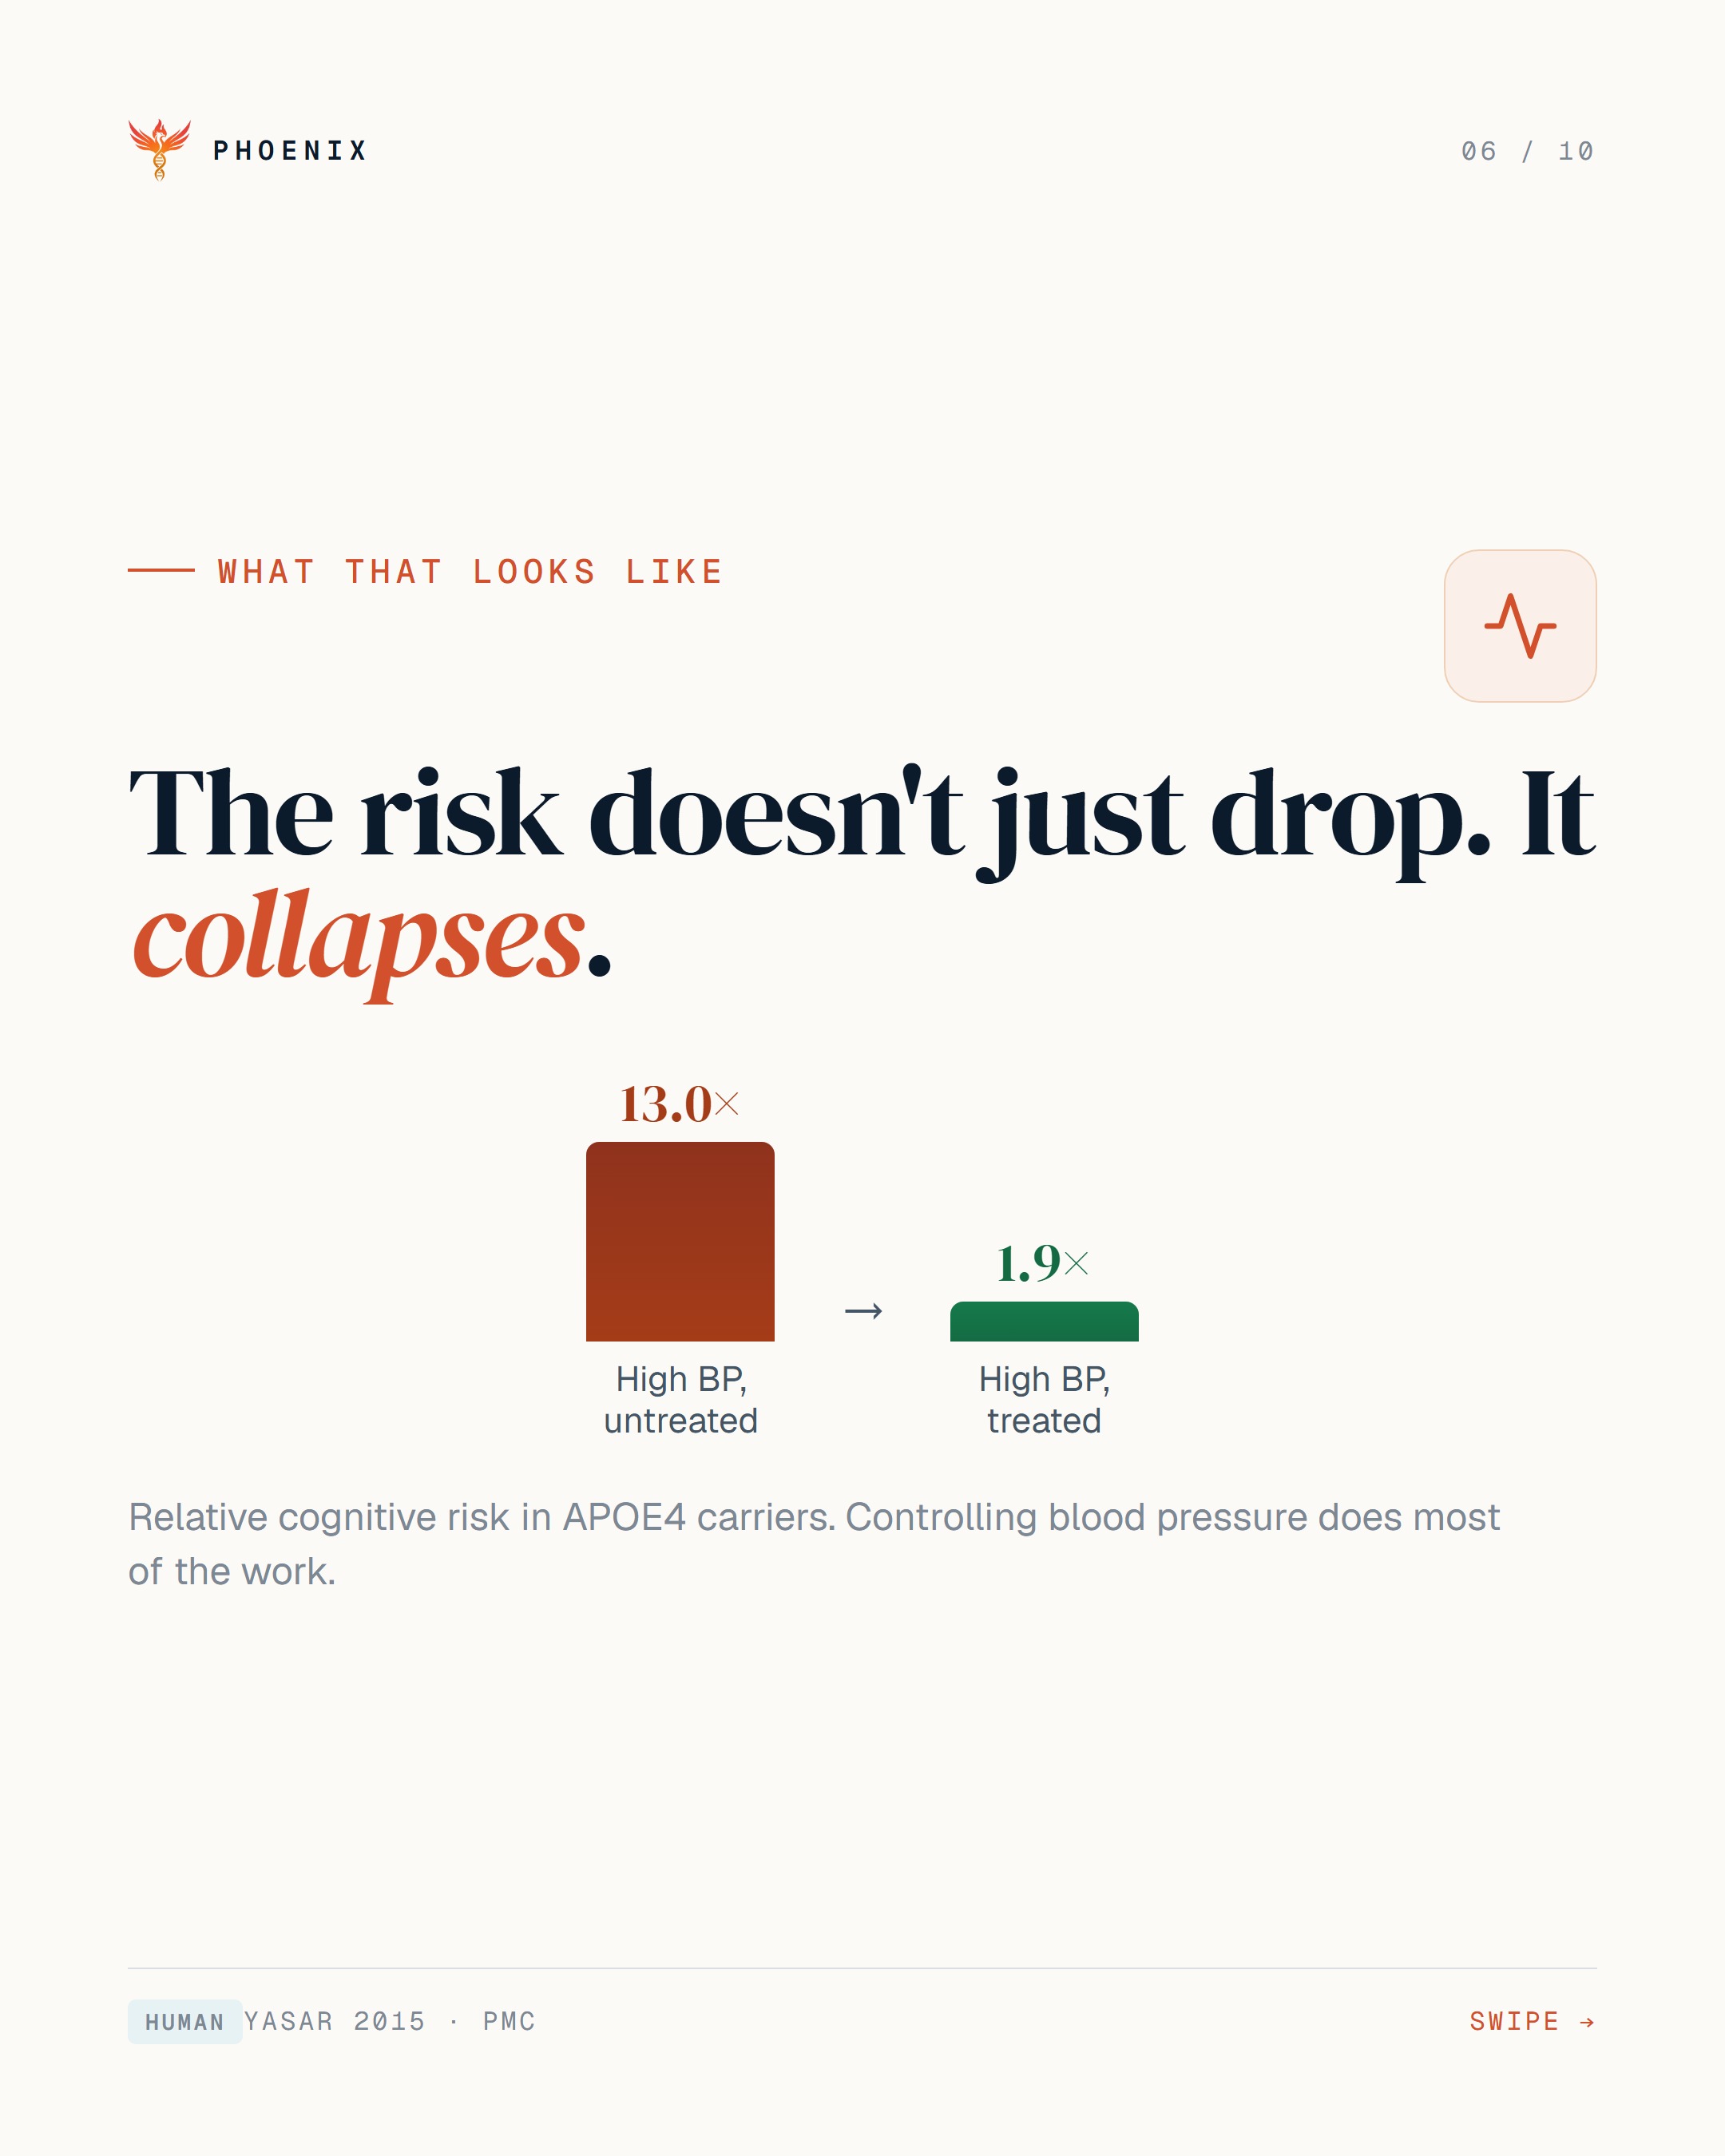 PHOENIX
06 / 10
WHAT THAT LOOKS LIKE
The risk doesn't just drop. It
collapses.
13.0×
1.9×
→
High BP,
untreated
High BP,
treated
Relative cognitive risk in APOE4 carriers. Controlling blood pressure does most
of the work.
HUMAN YASAR 2015 · PMC
SWIPE →